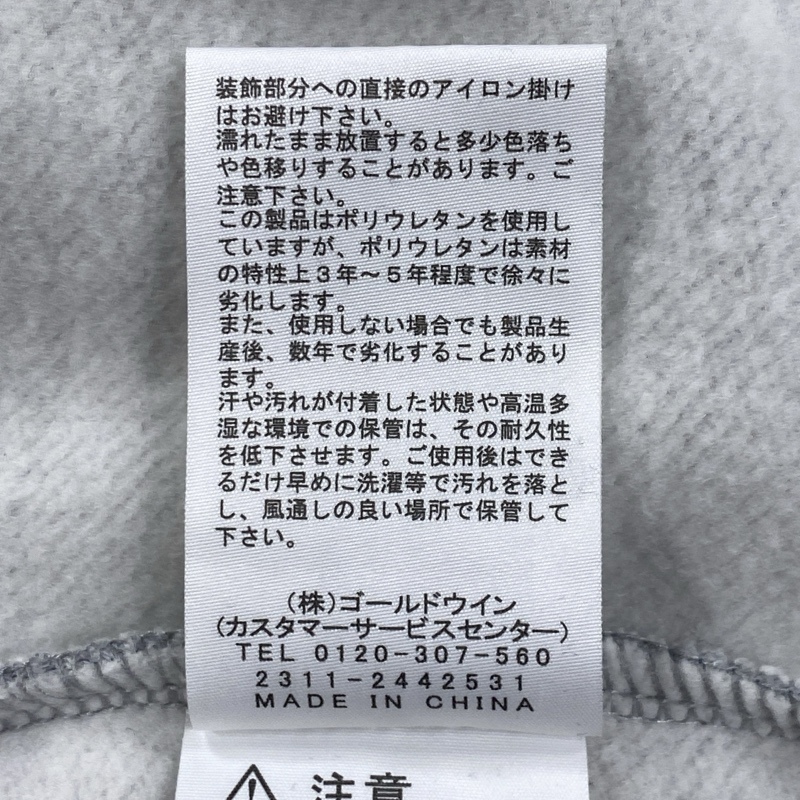 装飾部分への直接のアイロン掛け
はお避け下さい。
濡れたまま放置すると多少色落ち
や色移りすることがあります。ご
注意下さい。
この製品はポリウレタンを使用し
ていますが、ポリウレタンは素材
の特性上3年～5年程度で徐々に
劣化します。
また、使用しない場合でも製品生
産後、数年で劣化することがあり
ます。
汗や汚れが付着した状態や高温多
湿な環境での保管は、その耐久性
を低下させます。ご使用後はでき
るだけ早めに洗濯等で汚れを落と
し、風通しの良い場所で保管して
下さい。
(株)ゴールドウイン
(カスタマーサービスセンター)
TEL 0120-307-560
2311-2442531
MADE IN CHINA
注意